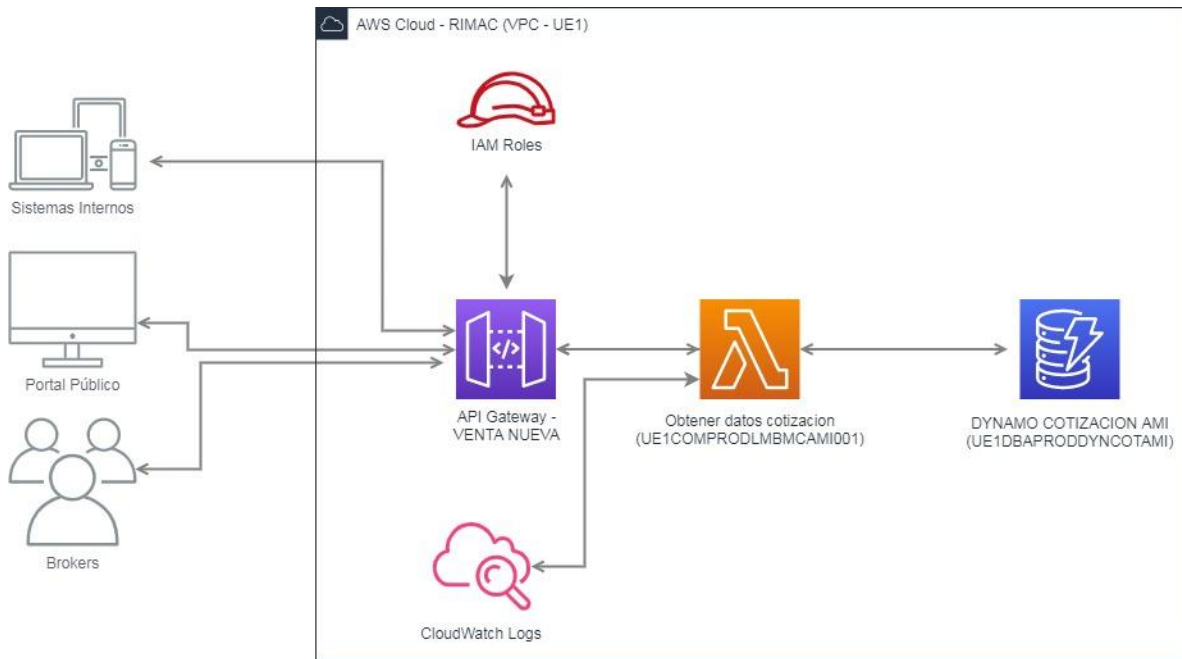 AWS Cloud - RIMAC (VPC - UE1)
IAM Roles
Sistemas Internos
Portal Público
Brokers
</>
API Gateway -
VENTA NUEVA
Obtener datos cotizacion
(UE1COMPRODLMBMCAMI001)
DYNAMO COTIZACION AMI
(UE1DBAPRODDYNCOTAMI)
CloudWatch Logs